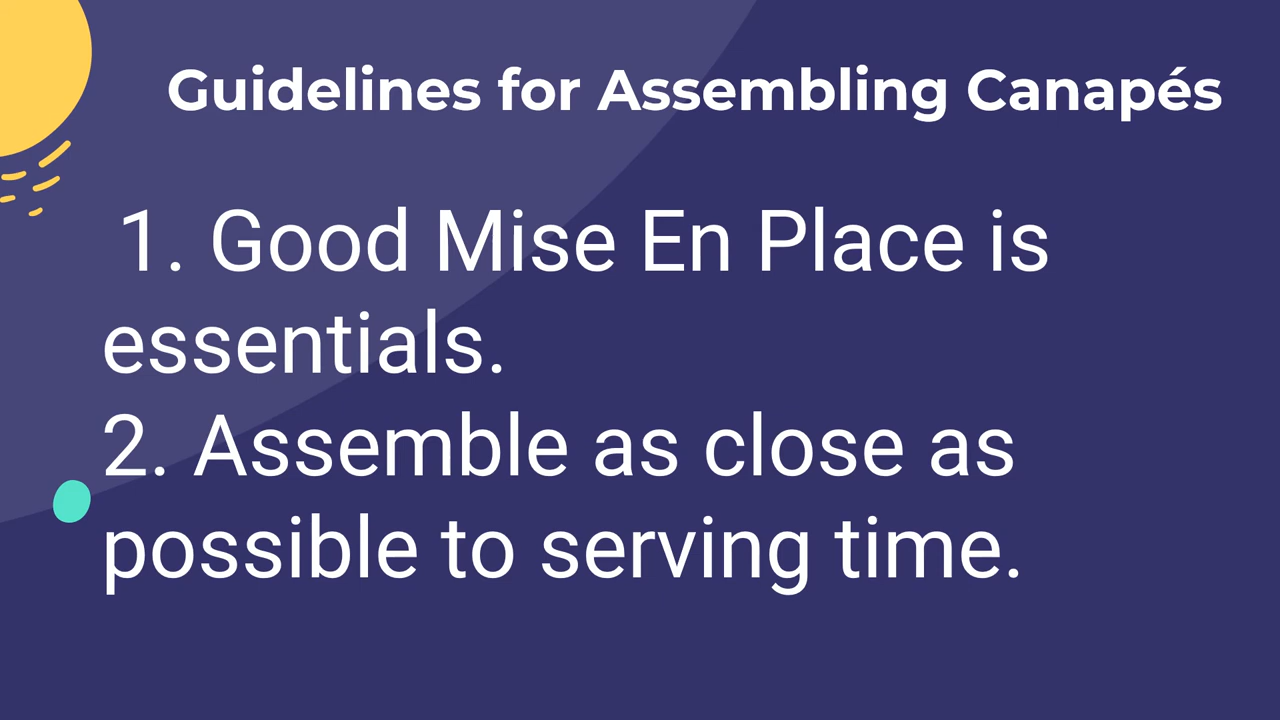 Guidelines for Assembling Canapés
1. Good Mise En Place is
essentials.
2. Assemble as close as
possible to serving time.